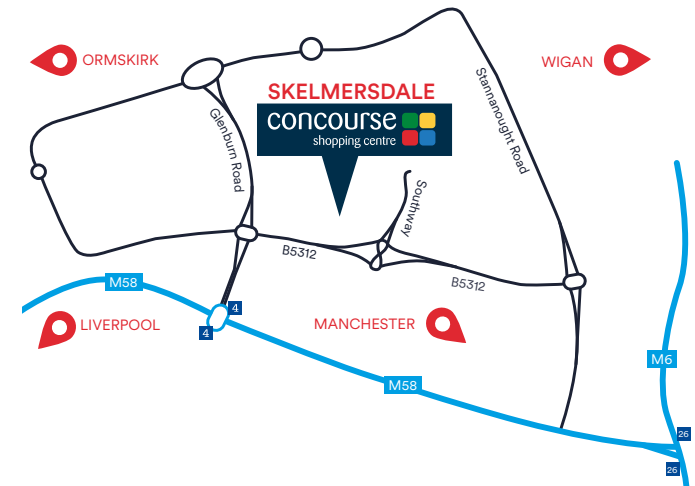 ORMSKIRK
WIGAN
SKELMERSDALE
concourse
shopping centre
Glenburn Road
Stannanought Road
Southway
B5312
B5312
M58
4
4
LIVERPOOL
MANCHESTER
M58
M6
26
26